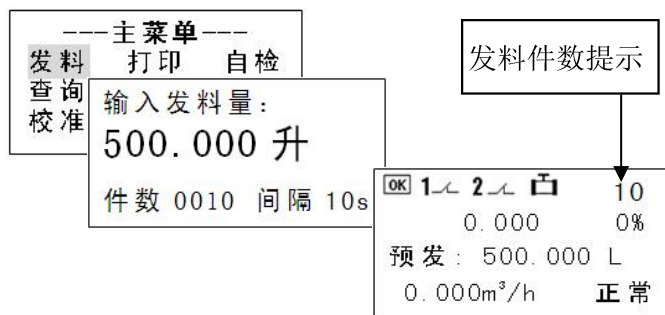 ---主菜单---
发料 打印 自检
查询
校准
输入发料量:
500.000 升
件数 0010 间隔 10s
发料件数提示
OK 1 2 10
0.000 0%
预发: 500.000 L
0.000m³/h 正常